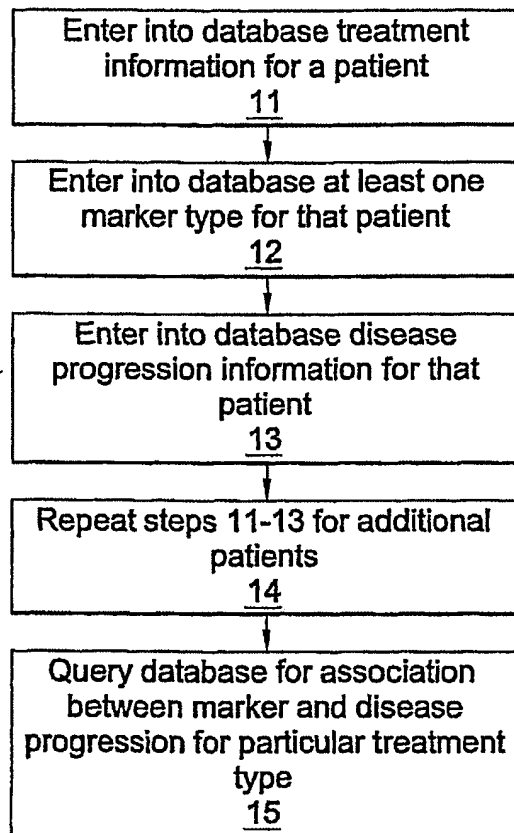 Enter into database treatment
information for a patient
11
Enter into database at least one
marker type for that patient
12
Enter into database disease
progression information for that
patient
13
Repeat steps 11-13 for additional
patients
14
Query database for association
between marker and disease
progression for particular treatment
type
15